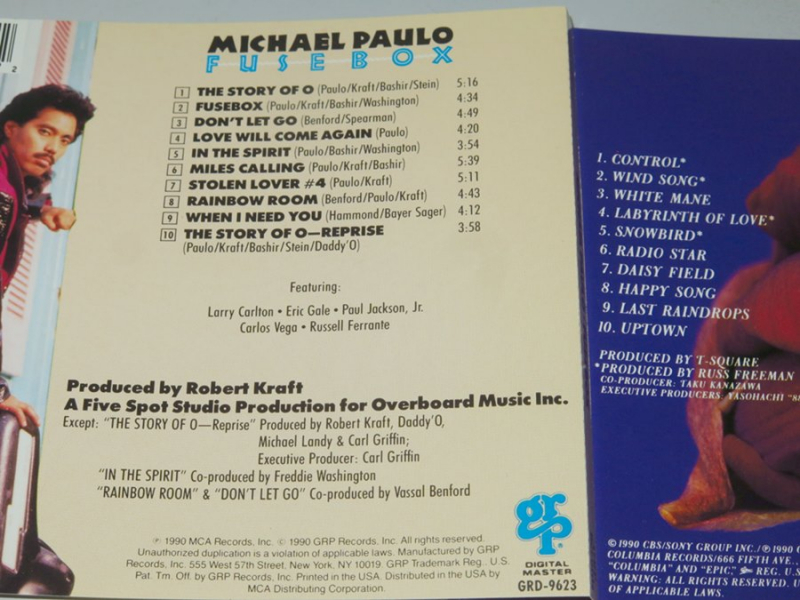 MICHAEL PAULO
FUSEBOX
1 THE STORY OF O (Paulo/Kraft/Bashir/Stein) 5:16
2 FUSEBOX (Paulo/Kraft/Bashir/Washington) 4:34
3 DON'T LET GO (Benford/Spearman) 4:49
4 LOVE WILL COME AGAIN (Paulo) 4:20
5 IN THE SPIRIT (Paulo/Bashir/Washington) 3:54
6 MILES CALLING (Paulo/Kraft/Bashir) 5:39
7 STOLEN LOVER #4 (Paulo/Kraft) 5:11
8 RAINBOW ROOM (Benford/Paulo/Kraft) 4:43
9 WHEN I NEED YOU (Hammond/Bayer Sager) 4:12
10 THE STORY OF O—REPRISE 3:58
(Paulo/Kraft/Bashir/Stein/Daddy'O)
Featuring:
Larry Carlton • Eric Gale • Paul Jackson, Jr.
Carlos Vega • Russell Ferrante
Produced by Robert Kraft
A Five Spot Studio Production for Overboard Music Inc.
Except: "THE STORY OF O—Reprise" Produced by Robert Kraft, Daddy'O,
Michael Landy & Carl Griffin;
Executive Producer: Carl Griffin
"IN THE SPIRIT" Co-produced by Freddie Washington
"RAINBOW ROOM" & "DON'T LET GO" Co-produced by Vassal Benford
℗ 1990 MCA Records, Inc. © 1990 GRP Records, Inc. All rights reserved.
Unauthorized duplication is a violation of applicable laws. Manufactured by GRP
Records, Inc. 555 West 57th Street, New York, NY 10019. GRP Trademark Reg. U.S.
Pat. Tm. Off. by GRP Records, Inc. Printed in the USA. Distributed in the USA by
MCA Distributing Corporation.
grp
DIGITAL
MASTER
GRD-9623
2
1. CONTROL*
2. WIND SONG*
3. WHITE MANE
4. LABYRINTH OF LOVE*
5. SNOWBIRD*
6. RADIO STAR
7. DAISY FIELD
8. HAPPY SONG
9. LAST RAINDROPS
10. UPTOWN
PRODUCED BY T-SQUARE
*PRODUCED BY RUSS FREEMAN
CO-PRODUCER: TAKU KANAZAWA
EXECUTIVE PRODUCERS YASOHACHI "88
©1990 CBS/SONY GROUP INC./℗1990
COLUMBIA RECORDS/666 FIFTH AVE.,
"COLUMBIA" AND "EPIC," REG. U.S.
WARNING: ALL RIGHTS RESERVED. U
OF APPLICABLE LAWS.